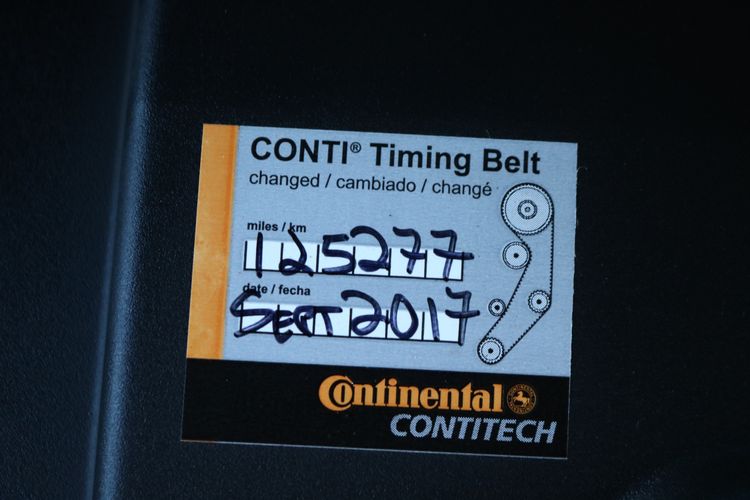 CONTI® Timing Belt
changed / cambiado / changé
miles / km
125277
date / fecha
SEPT 2017
Continental
CONTITECH